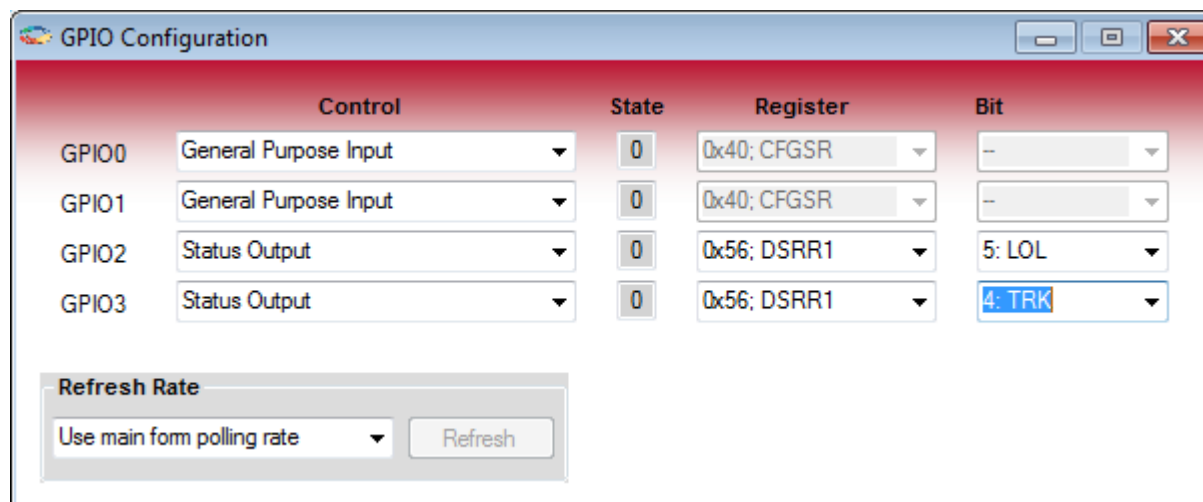 GPIO Configuration
Control State Register Bit
GPIO0 General Purpose Input 0 0x40; CFGSR --
GPIO1 General Purpose Input 0 0x40; CFGSR --
GPIO2 Status Output 0 0x56; DSRR1 5: LOL
GPIO3 Status Output 0 0x56; DSRR1 4: TRK
Refresh Rate
Use main form polling rate Refresh